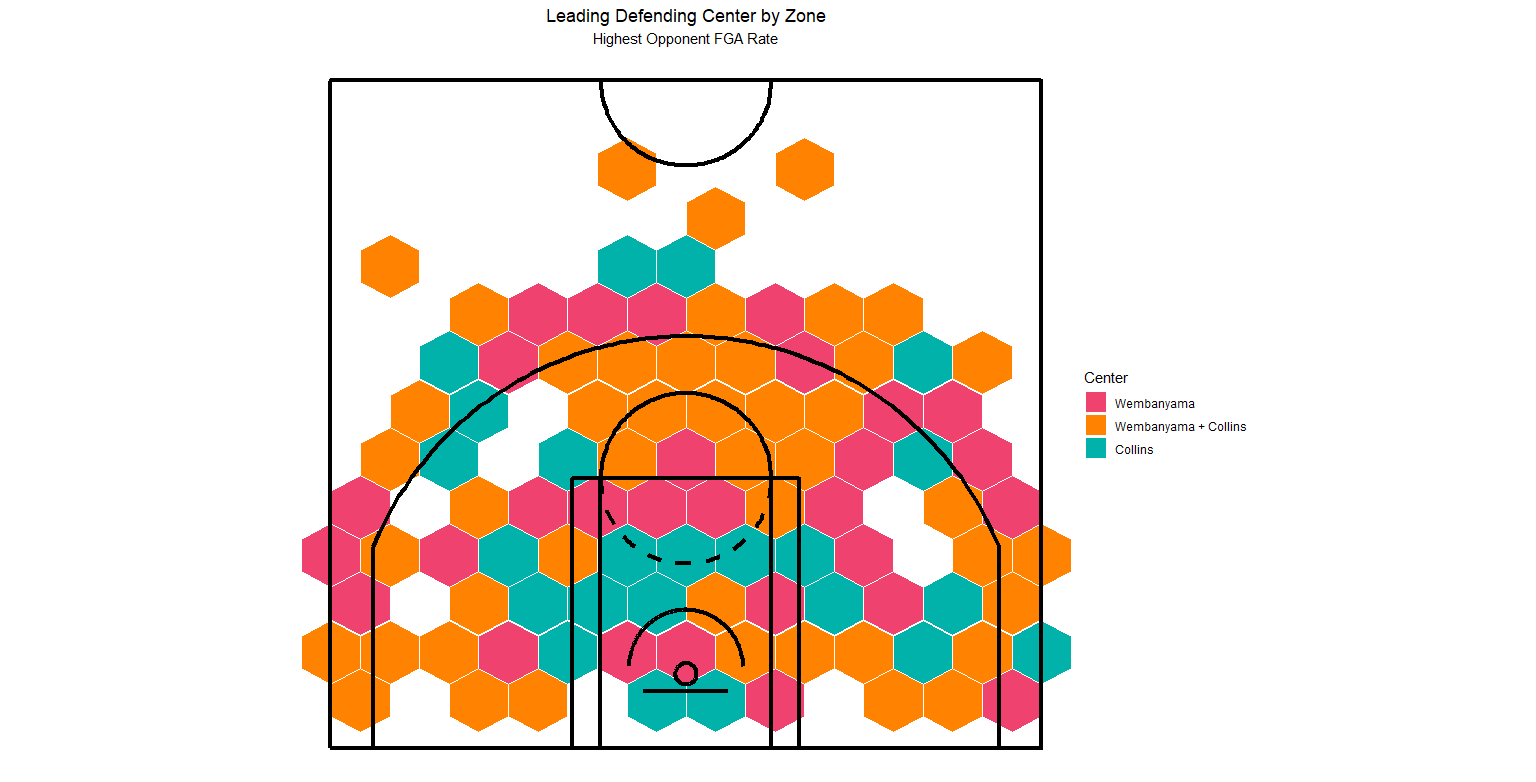 Leading Defending Center by Zone
Highest Opponent FGA Rate
Center
Wembanyama
Wembanyama + Collins
Collins